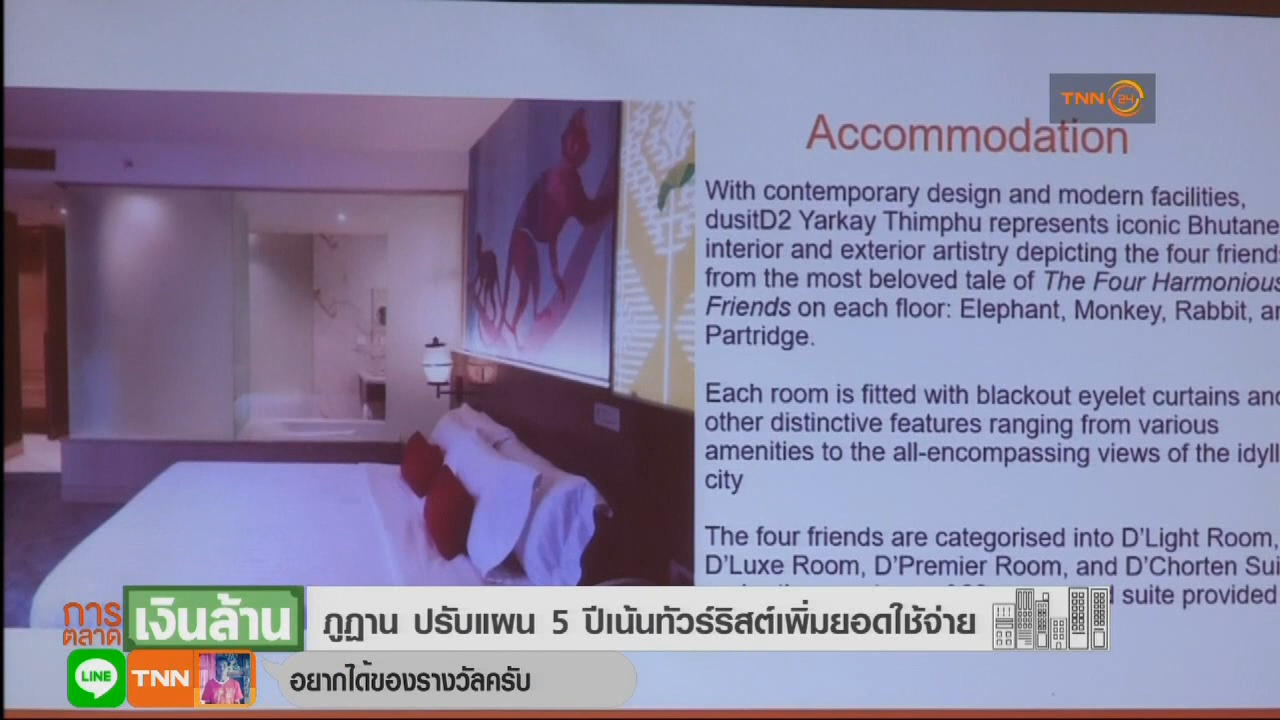 TNN 24
Accommodation
With contemporary design and modern facilities,
dusitD2 Yarkay Thimphu represents iconic Bhutane
interior and exterior artistry depicting the four friend
from the most beloved tale of The Four Harmonious
Friends on each floor: Elephant, Monkey, Rabbit, an
Partridge.
Each room is fitted with blackout eyelet curtains and
other distinctive features ranging from various
amenities to the all-encompassing views of the idyll
city
The four friends are categorised into D'Light Room,
D'Luxe Room, D'Premier Room, and D'Chorten Sui
suite provided
การตลาด เงินล้าน
ภูฏาน ปรับแผน 5 ปีเน้นทัวร์ริสต์เพิ่มยอดใช้จ่าย
LINE TNN อยากได้ของรางวัลครับ